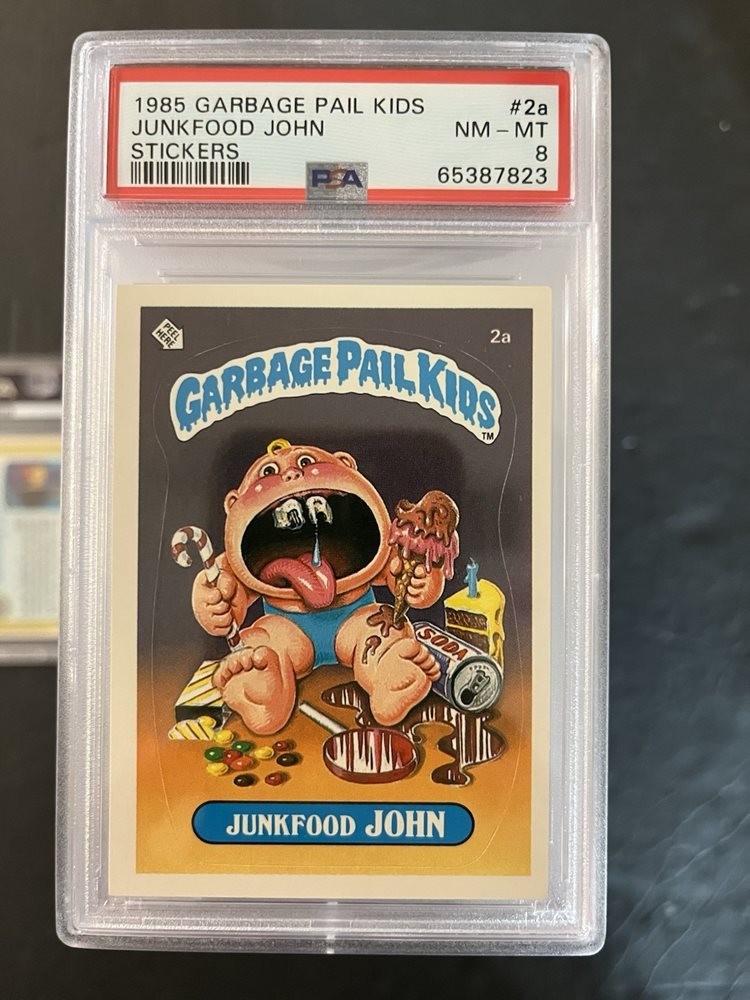 1985 GARBAGE PAIL KIDS #2a
JUNKFOOD JOHN NM - MT
STICKERS 8
PSA 65387823
PEEL HERE
2a
GARBAGE PAIL KIDS
TM
SODA
JUNKFOOD JOHN